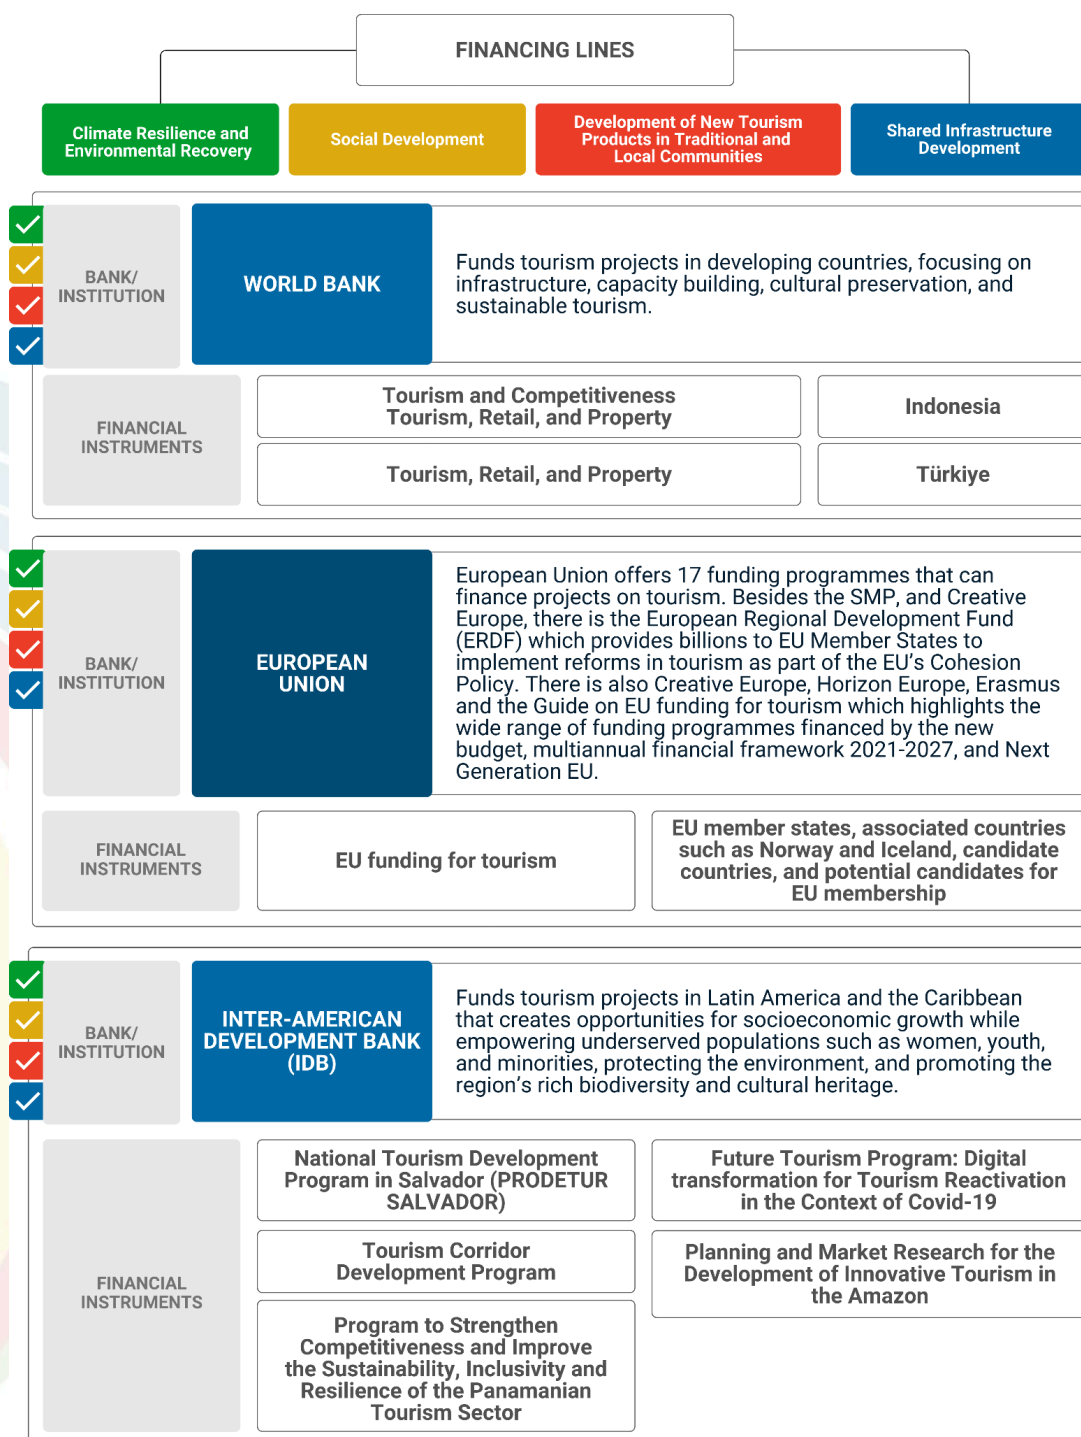 FINANCING LINES
Climate Resilience and
Environmental Recovery
Social Development
Development of New Tourism
Products in Traditional and
Local Communities
Shared Infrastructure
Development
BANK/
INSTITUTION
WORLD BANK
Funds tourism projects in developing countries, focusing on
infrastructure, capacity building, cultural preservation, and
sustainable tourism.
FINANCIAL
INSTRUMENTS
Tourism and Competitiveness
Tourism, Retail, and Property
Indonesia
Tourism, Retail, and Property
Türkiye
BANK/
INSTITUTION
EUROPEAN
UNION
European Union offers 17 funding programmes that can
finance projects on tourism. Besides the SMP, and Creative
Europe, there is the European Regional Development Fund
(ERDF) which provides billions to EU Member States to
implement reforms in tourism as part of the EU's Cohesion
Policy. There is also Creative Europe, Horizon Europe, Erasmus
and the Guide on EU funding for tourism which highlights the
wide range of funding programmes financed by the new
budget, multiannual financial framework 2021-2027, and Next
Generation EU.
FINANCIAL
INSTRUMENTS
EU funding for tourism
EU member states, associated countries
such as Norway and Iceland, candidate
countries, and potential candidates for
EU membership
BANK/
INSTITUTION
INTER-AMERICAN
DEVELOPMENT BANK
(IDB)
Funds tourism projects in Latin America and the Caribbean
that creates opportunities for socioeconomic growth while
empowering underserved populations such as women, youth,
and minorities, protecting the environment, and promoting the
region's rich biodiversity and cultural heritage.
FINANCIAL
INSTRUMENTS
National Tourism Development
Program in Salvador (PRODETUR
SALVADOR)
Future Tourism Program: Digital
transformation for Tourism Reactivation
in the Context of Covid-19
Tourism Corridor
Development Program
Planning and Market Research for the
Development of Innovative Tourism in
the Amazon
Program to Strengthen
Competitiveness and Improve
the Sustainability, Inclusivity and
Resilience of the Panamanian
Tourism Sector